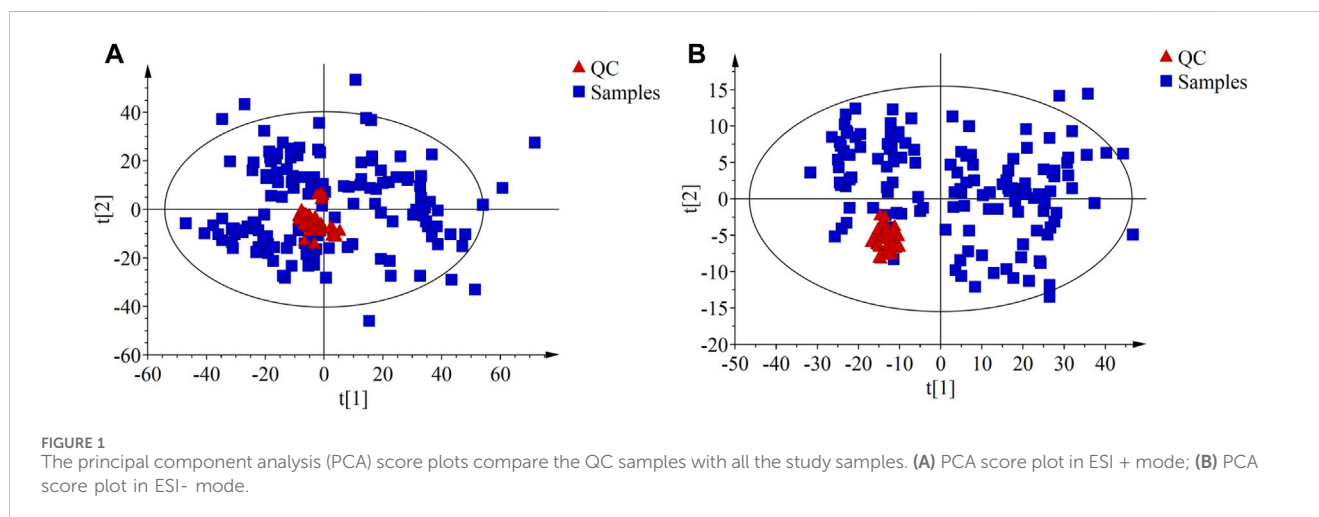 A
QC
Samples
40
20
0
-20
-40
-60
t[2]
-60 -40 -20 0 20 40 60
t[1]
B
QC
Samples
15
10
5
0
-5
-10
-15
-20
t[2]
-50 -40 -30 -20 -10 0 10 20 30 40
t[1]
FIGURE 1
The principal component analysis (PCA) score plots compare the QC samples with all the study samples. (A) PCA score plot in ESI + mode; (B) PCA
score plot in ESI- mode.